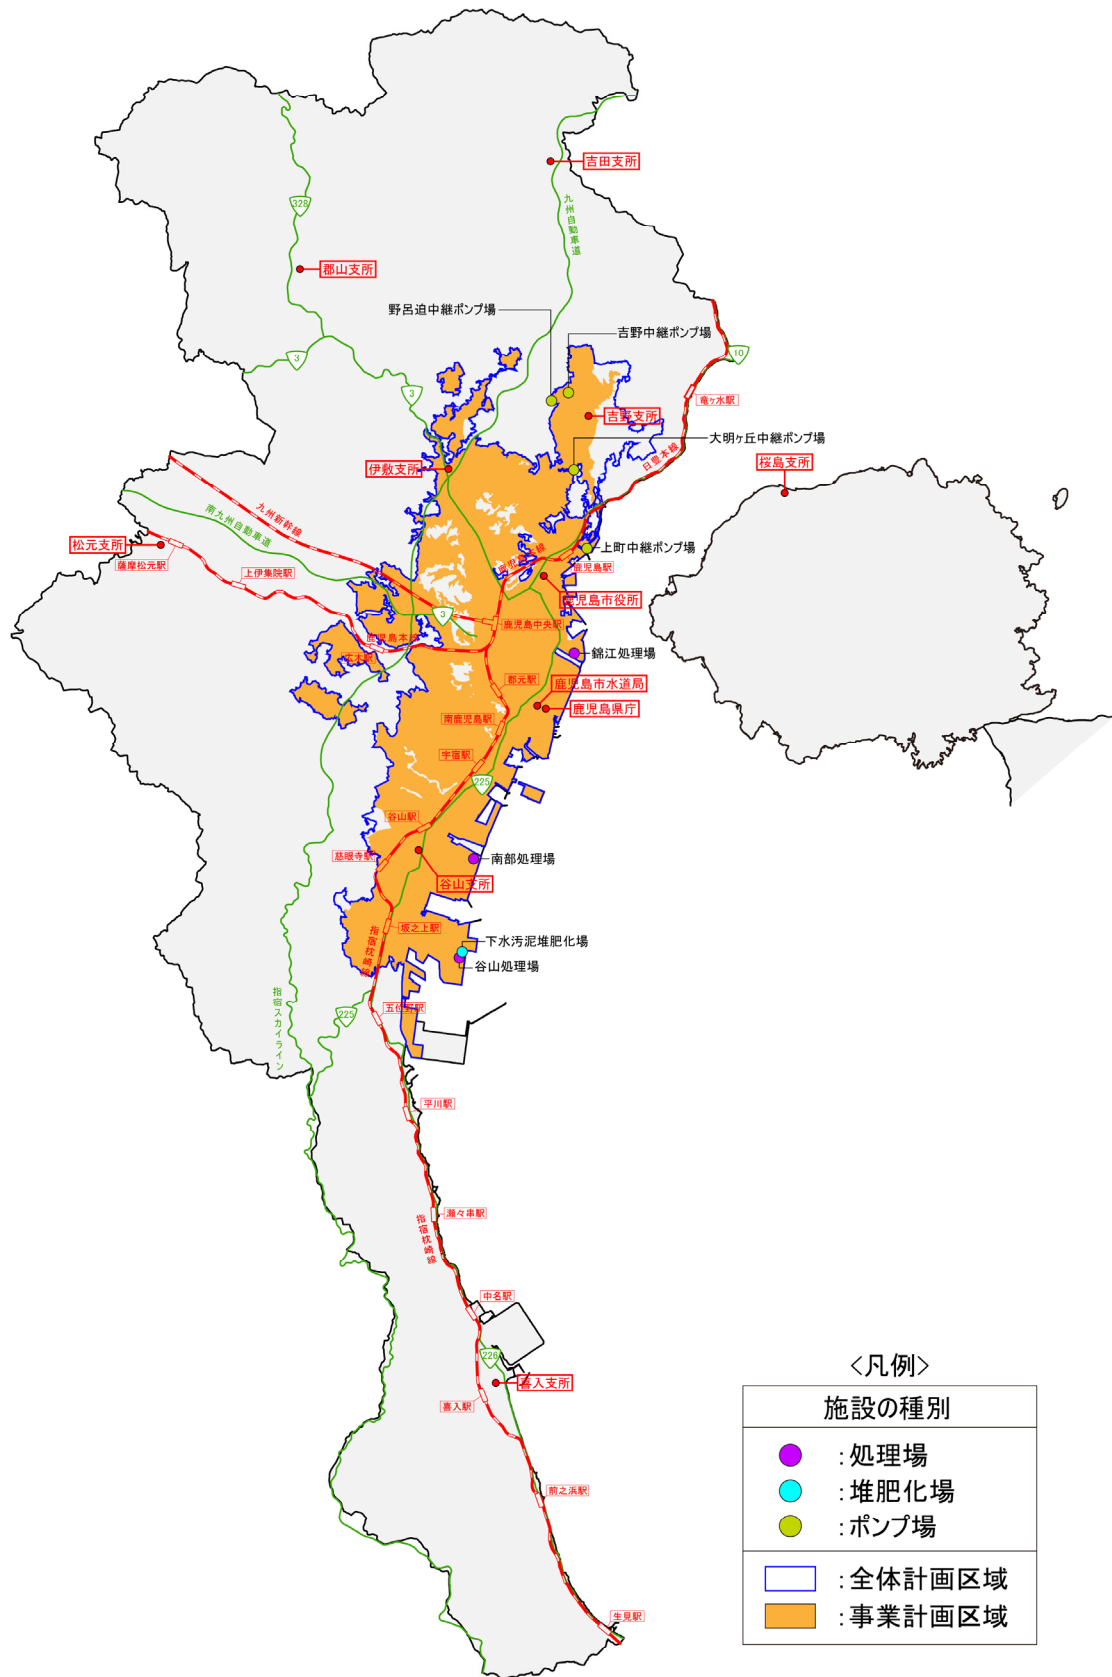 吉田支所
九州自動車道
328
郡山支所
野呂迫中継ポンプ場
吉野中継ポンプ場
10
3
3
竜ヶ水駅
吉野支所
大明ヶ丘中継ポンプ場
日豊本線
桜島支所
伊敷支所
九州新幹線
南九州自動車道
松元支所
薩摩松元駅
上伊集院駅
鹿児島本線
上町中継ポンプ場
鹿児島駅
鹿児島市役所
3
鹿児島中央駅
鹿児島本線
広木駅
錦江処理場
郡元駅
鹿児島市水道局
鹿児島県庁
南鹿児島駅
宇宿駅
225
谷山駅
慈眼寺駅
南部処理場
谷山支所
坂之上駅
指宿枕崎線
下水汚泥堆肥化場
谷山処理場
指宿スカイライン
225
五位野駅
平川駅
瀬々串駅
指宿枕崎線
中名駅
226
喜入支所
喜入駅
前之浜駅
生見駅
<凡例>
施設の種別
:処理場
:堆肥化場
:ポンプ場
:全体計画区域
:事業計画区域